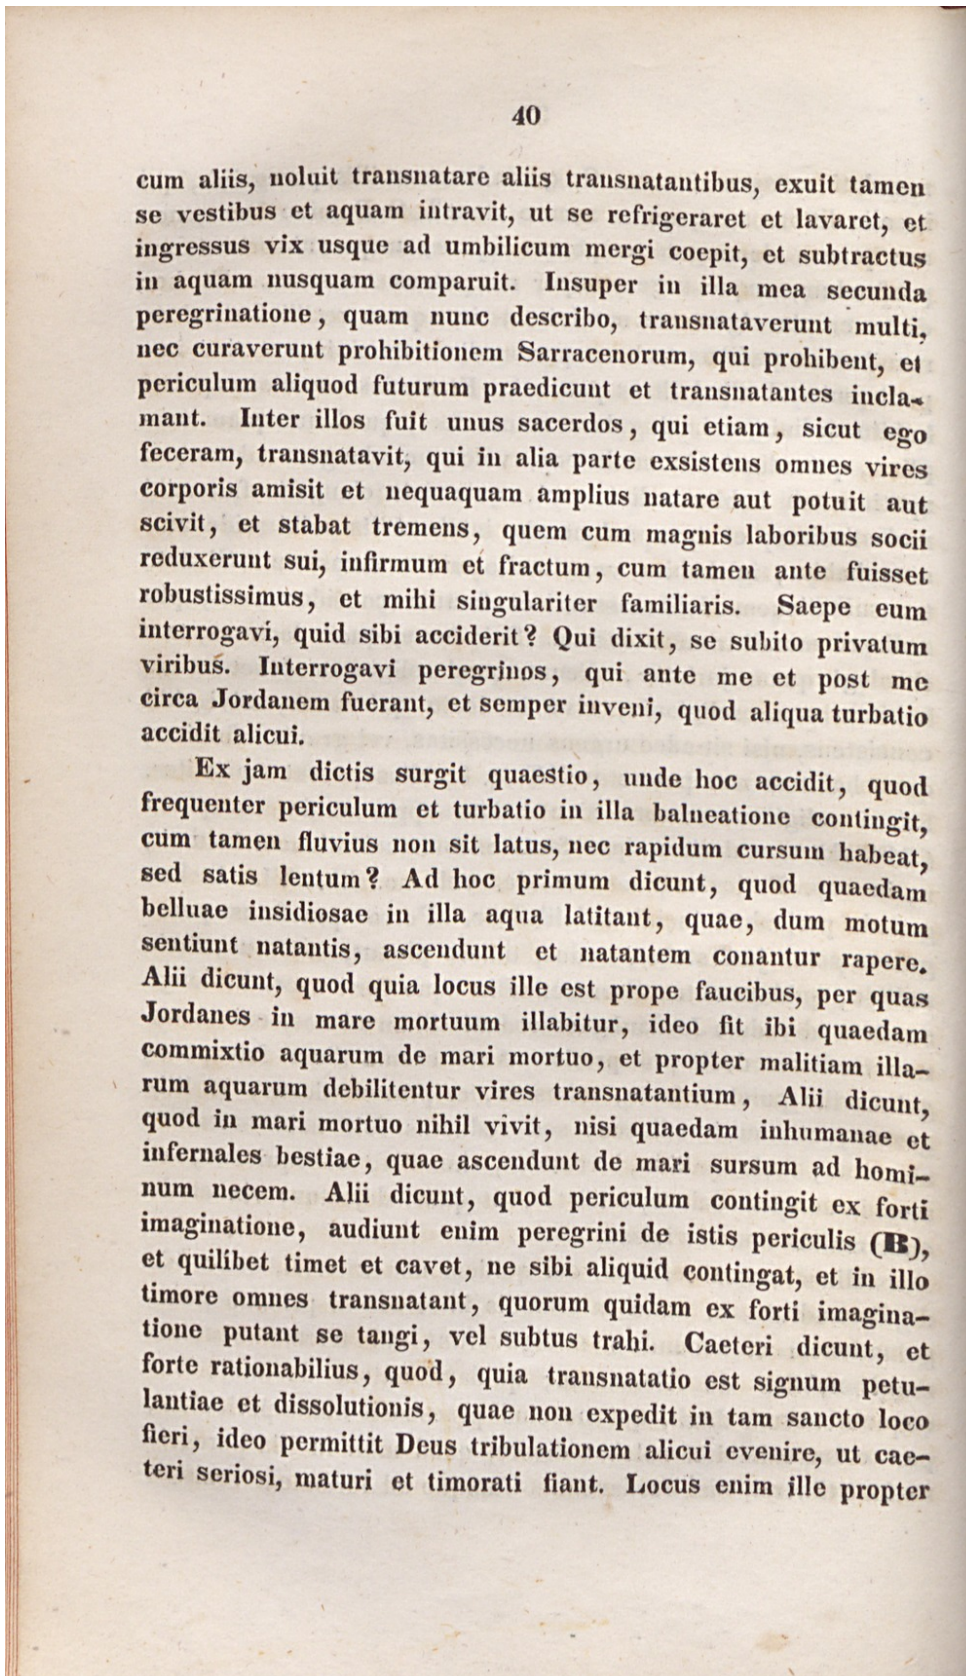 40
cum aliis, noluit transnatare aliis transnatantibus, exuit tamen
se vestibus et aquam intravit, ut se refrigeraret et lavaret, et
ingressus vix usque ad umbilicum mergi coepit, et subtractus
in aquam nusquam comparuit. Insuper in illa mea secunda
peregrinatione, quam nunc describo, transnataverunt multi,
nec curaverunt prohibitionem Sarracenorum, qui prohibent, et
periculum aliquod futurum praedicunt et transnatantes incla-
mant. Inter illos fuit unus sacerdos, qui etiam, sicut ego
feceram, transnatavit, qui in alia parte exsistens omnes vires
corporis amisit et nequaquam amplius natare aut potuit aut
scivit, et stabat tremens, quem cum magnis laboribus socii
reduxerunt sui, infirmum et fractum, cum tamen ante fuisset
robustissimus, et mihi singulariter familiaris. Saepe eum
interrogavi, quid sibi acciderit? Qui dixit, se subito privatum
viribus. Interrogavi peregrinos, qui ante me et post me
circa Jordanem fuerant, et semper inveni, quod aliqua turbatio
accidit alicui.
Ex jam dictis surgit quaestio, unde hoc accidit, quod
frequenter periculum et turbatio in illa balneatione contingit,
cum tamen fluvius non sit latus, nec rapidum cursum habeat,
sed satis lentum? Ad hoc primum dicunt, quod quaedam
belluae insidiosae in illa aqua latitant, quae, dum motum
sentiunt natantis, ascendunt et natantem conantur rapere.
Alii dicunt, quod quia locus ille est prope faucibus, per quas
Jordanes in mare mortuum illabitur, ideo fit ibi quaedam
commixtio aquarum de mari mortuo, et propter malitiam illa-
rum aquarum debilitentur vires transnatantium, Alii dicunt,
quod in mari mortuo nihil vivit, nisi quaedam inhumanae et
infernales bestiae, quae ascendunt de mari sursum ad homi-
num necem. Alii dicunt, quod periculum contingit ex forti
imaginatione, audiunt enim peregrini de istis periculis (B),
et quilibet timet et cavet, ne sibi aliquid contingat, et in illo
timore omnes transnatant, quorum quidam ex forti imagina-
tione putant se tangi, vel subtus trahi. Caeteri dicunt, et
forte rationabilius, quod, quia transnatatio est signum petu-
lantiae et dissolutionis, quae non expedit in tam sancto loco
fieri, ideo permittit Deus tribulationem alicui evenire, ut cae-
teri seriosi, maturi et timorati fiant. Locus enim ille propter